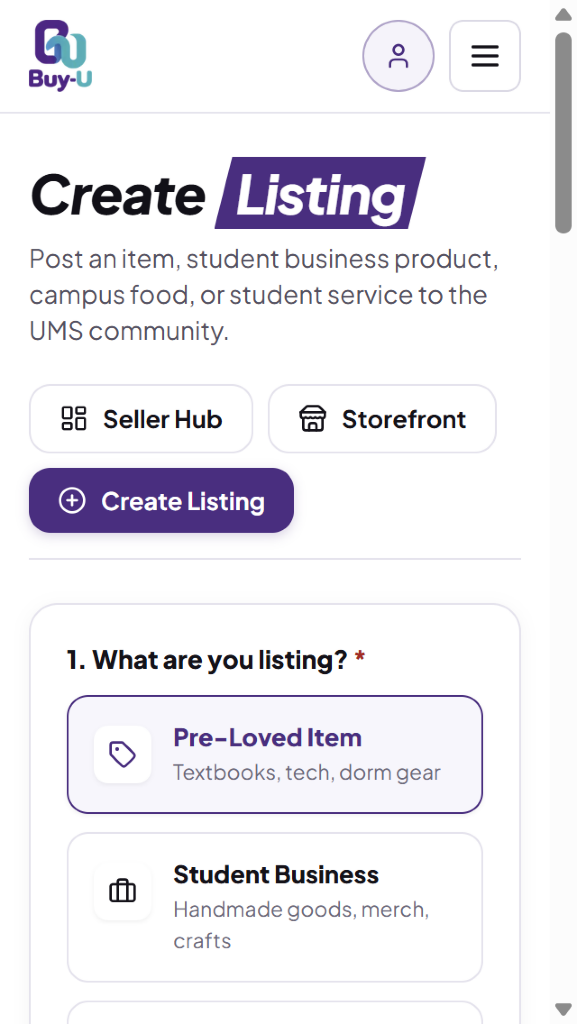 Buy-U
Create Listing
Post an item, student business product,
campus food, or student service to the
UMS community.
Seller Hub
Storefront
Create Listing
1. What are you listing? *
Pre-Loved Item
Textbooks, tech, dorm gear
Student Business
Handmade goods, merch,
crafts